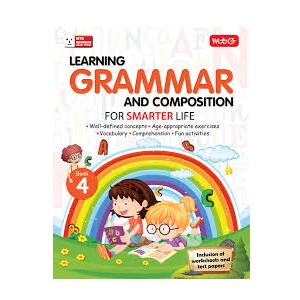 MTG
LEARNING
GRAMMAR
AND COMPOSITION
FOR SMARTER LIFE
• Well-defined concepts • Age-appropriate exercises
• Vocabulary • Comprehension • Fun activities
Book
4
Inclusion of
worksheets and
test papers